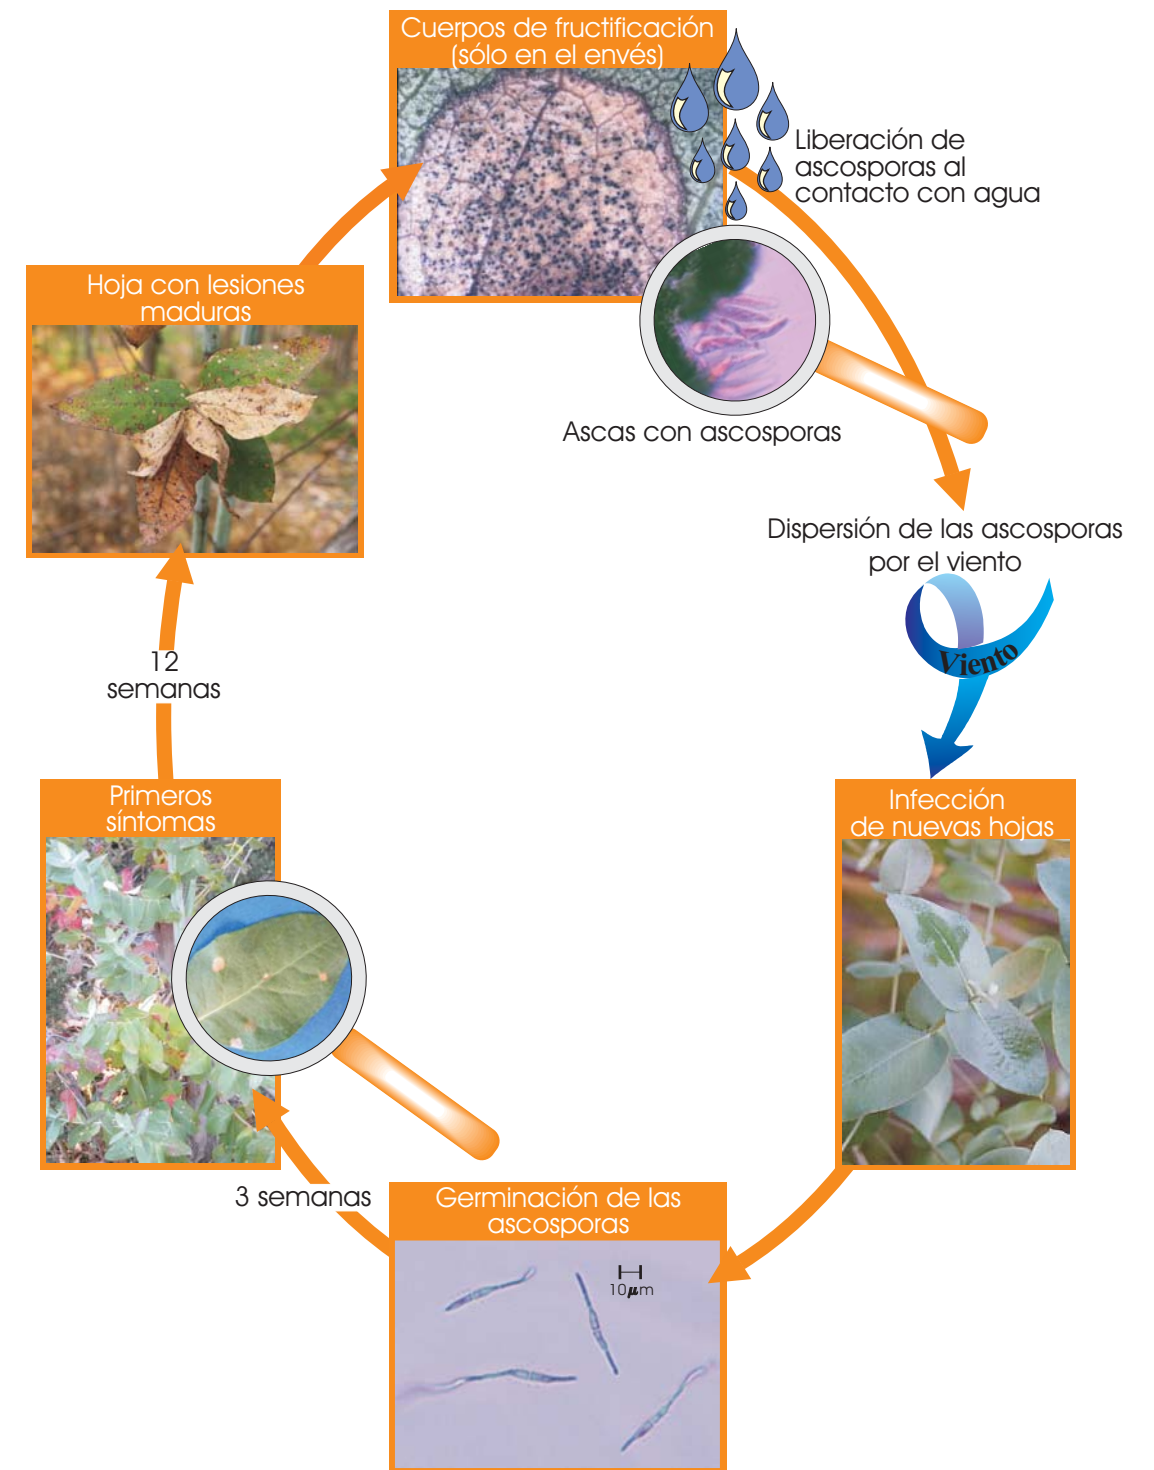 Cuerpos de fructificación
(sólo en el envés)
Liberación de
ascosporas al
contacto con agua
Ascas con ascosporas
Dispersión de las ascosporas
por el viento
Viento
Infección
de nuevas hojas
Germinación de las
ascosporas
10μm
3 semanas
Primeros
síntomas
12
semanas
Hoja con lesiones
maduras